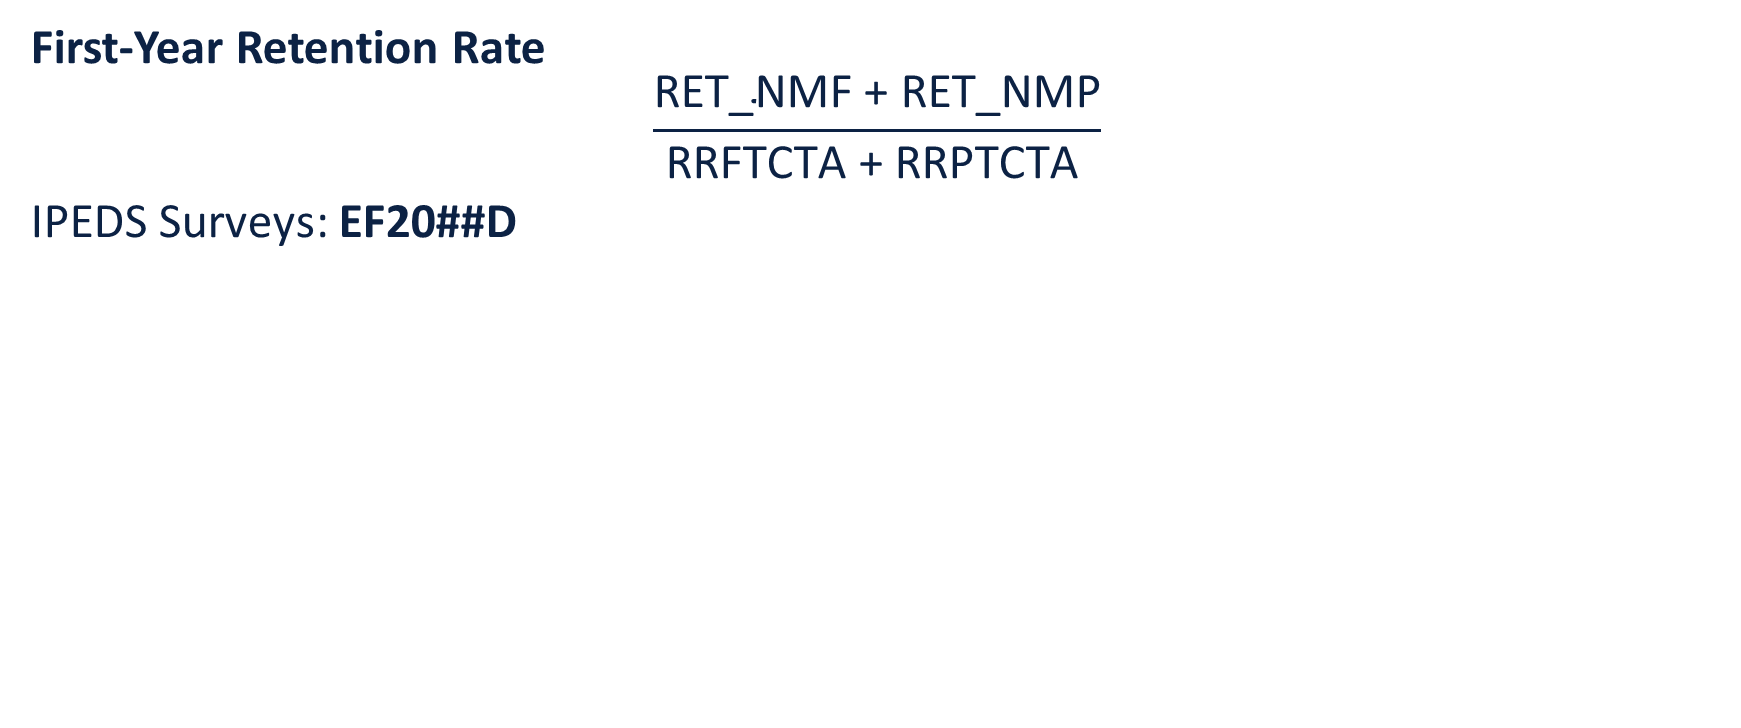 First-Year Retention Rate
RET_NMF + RET_NMP
RRFTCTA + RRPTCTA
IPEDS Surveys: EF20##D